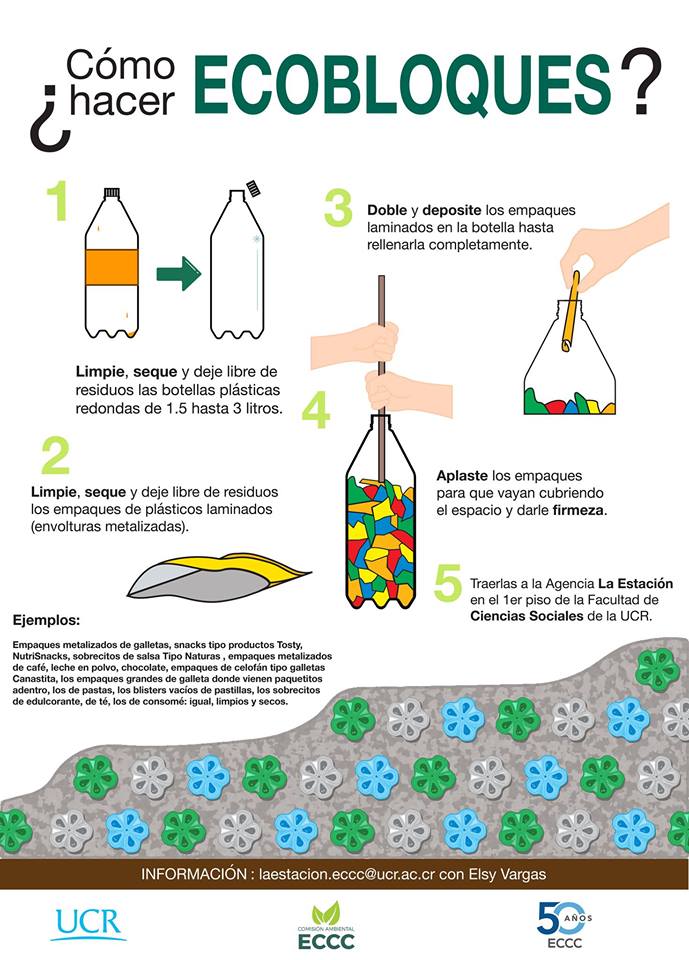 ¿Cómo
hacer ECOBLOQUES?
1
Limpie, seque y deje libre de
residuos las botellas plásticas
redondas de 1.5 hasta 3 litros.
2
Limpie, seque y deje libre de residuos
los empaques de plásticos laminados
(envolturas metalizadas).
Ejemplos:
Empaques metalizados de galletas, snacks tipo productos Tosty,
NutriSnacks, sobrecitos de salsa Tipo Naturas , empaques metalizados
de café, leche en polvo, chocolate, empaques de celofán tipo galletas
Canastita, los empaques grandes de galleta donde vienen paquetitos
adentro, los de pastas, los blisters vacíos de pastillas, los sobrecitos
de edulcorante, de té, los de consomé: igual, limpios y secos.
3
Doble y deposite los empaques
laminados en la botella hasta
rellenarla completamente.
4
Aplaste los empaques
para que vayan cubriendo
el espacio y darle firmeza.
5
Traerlas a la Agencia La Estación
en el 1er piso de la Facultad de
Ciencias Sociales de la UCR.
INFORMACIÓN : laestacion.eccc@ucr.ac.cr con Elsy Vargas
UCR
COMISIÓN AMBIENTAL
ECCC
50 AÑOS
ECCC